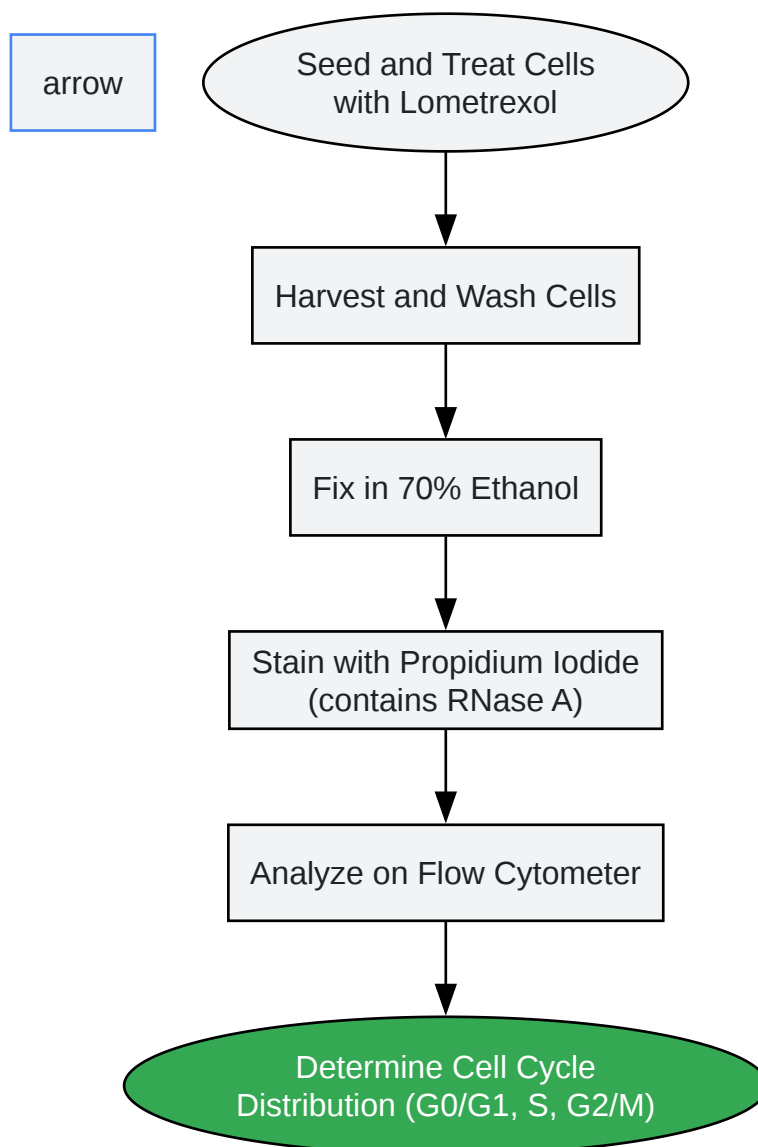 arrow
Seed and Treat Cells
with Lometrexol
Harvest and Wash Cells
Fix in 70% Ethanol
Stain with Propidium Iodide
(contains RNase A)
Analyze on Flow Cytometer
Determine Cell Cycle
Distribution (G0/G1, S, G2/M)